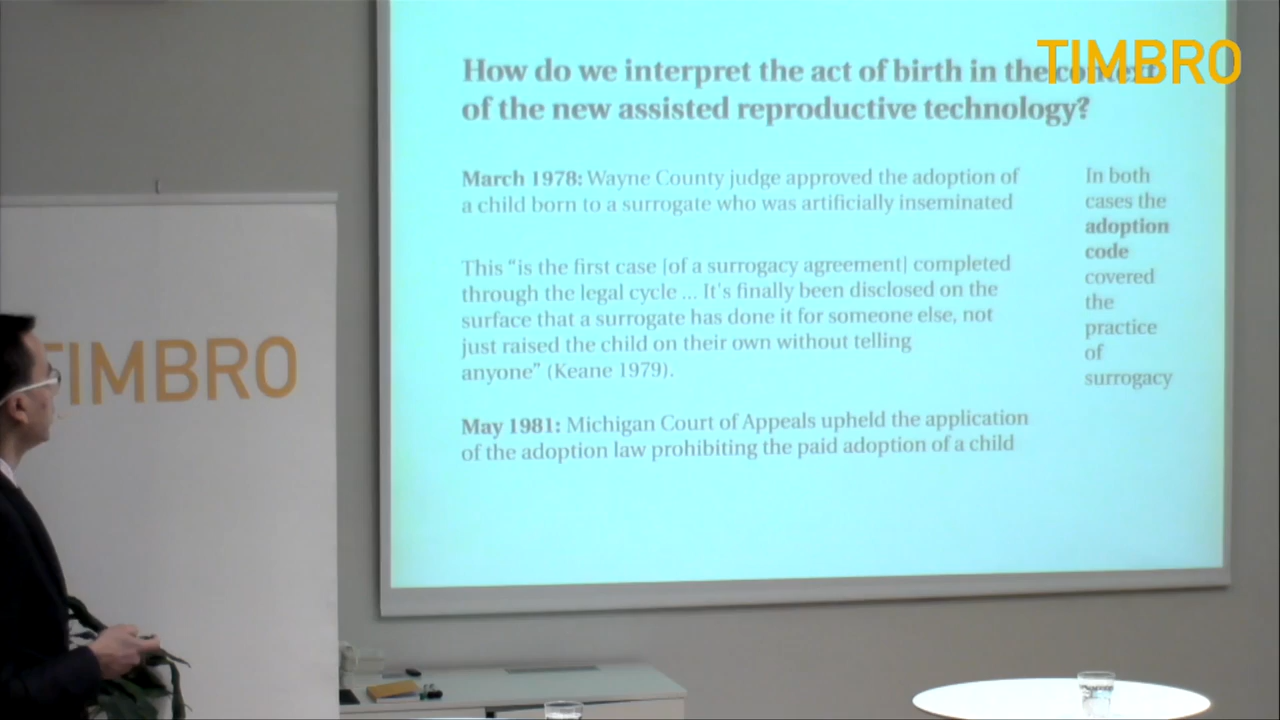 TIMBRO
How do we interpret the act of birth in the context
of the new assisted reproductive technology?
March 1978: Wayne County judge approved the adoption of
a child born to a surrogate who was artificially inseminated
This “is the first case [of a surrogacy agreement] completed
through the legal cycle ... It's finally been disclosed on the
surface that a surrogate has done it for someone else, not
just raised the child on their own without telling
anyone” (Keane 1979).
May 1981: Michigan Court of Appeals upheld the application
of the adoption law prohibiting the paid adoption of a child
In both
cases the
adoption
code
covered
the
practice
of
surrogacy
TIMBRO